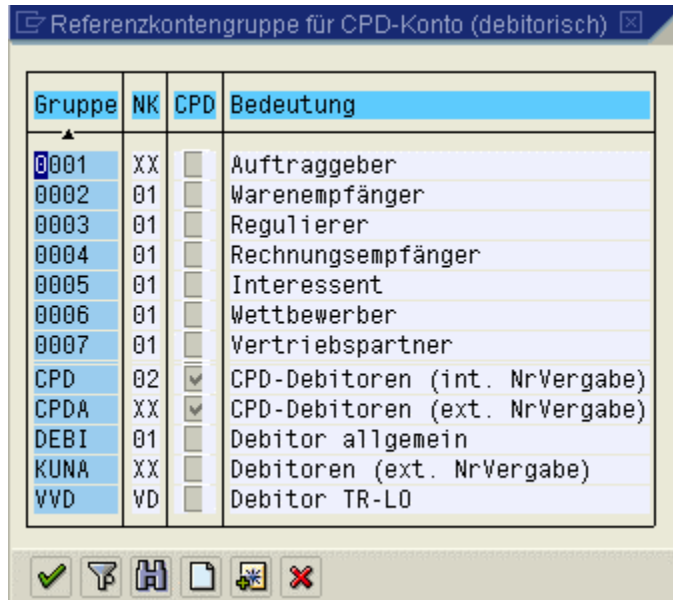 Referenzkontengruppe für CPD-Konto (debitorisch)
Gruppe NK CPD Bedeutung
0001 XX Auftraggeber
0002 01 Warenempfänger
0003 01 Regulierer
0004 01 Rechnungsempfänger
0005 01 Interessent
0006 01 Wettbewerber
0007 01 Vertriebspartner
CPD 02 CPD-Debitoren (int. NrVergabe)
CPDA XX CPD-Debitoren (ext. NrVergabe)
DEBI 01 Debitor allgemein
KUNA XX Debitoren (ext. NrVergabe)
VVD VD Debitor TR-LO